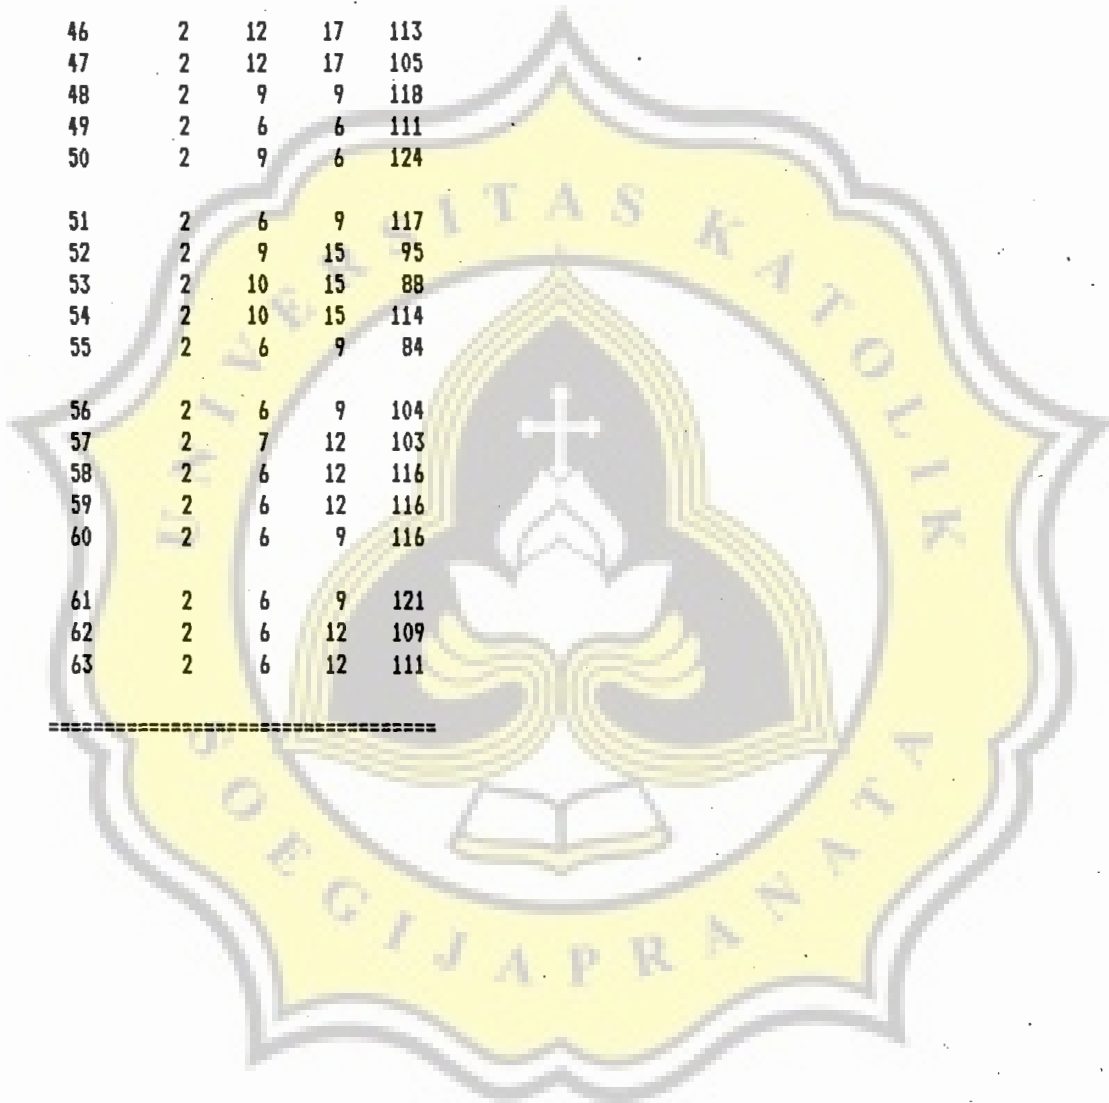 46 2 12 17 113
47 2 12 17 105
48 2 9 9 118
49 2 6 6 111
50 2 9 6 124
51 2 6 9 117
52 2 9 15 95
53 2 10 15 88
54 2 10 15 114
55 2 6 9 84
56 2 6 9 104
57 2 7 12 103
58 2 6 12 116
59 2 6 12 116
60 2 6 9 116
61 2 6 9 121
62 2 6 12 109
63 2 6 12 111
==========================================
UNIVERSITAS KATOLIK
SOEGIJAPRANATA